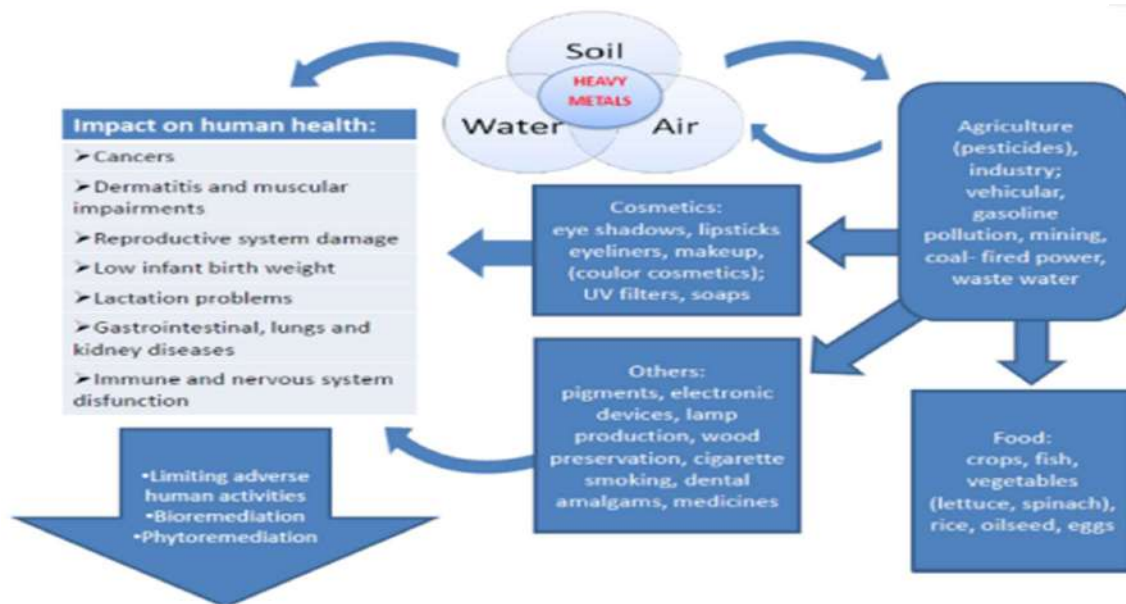 Soil
HEAVY
METALS
Water
Air
Impact on human health:
➤Cancers
➤Dermatitis and muscular
impairments
➤Reproductive system damage
➤Low infant birth weight
➤Lactation problems
➤Gastrointestinal, lungs and
kidney diseases
➤Immune and nervous system
disfunction
•Limiting adverse
human activities
•Bioremediation
•Phytoremediation
Cosmetics:
eye shadows, lipsticks
eyeliners, makeup,
(coulor cosmetics);
UV filters, soaps
Others:
pigments, electronic
devices, lamp
production, wood
preservation, cigarette
smoking, dental
amalgams, medicines
Agriculture
(pesticides),
industry;
vehicular,
gasoline
pollution, mining,
coal- fired power,
waste water
Food:
crops, fish,
vegetables
(lettuce, spinach),
rice, oilseed, eggs